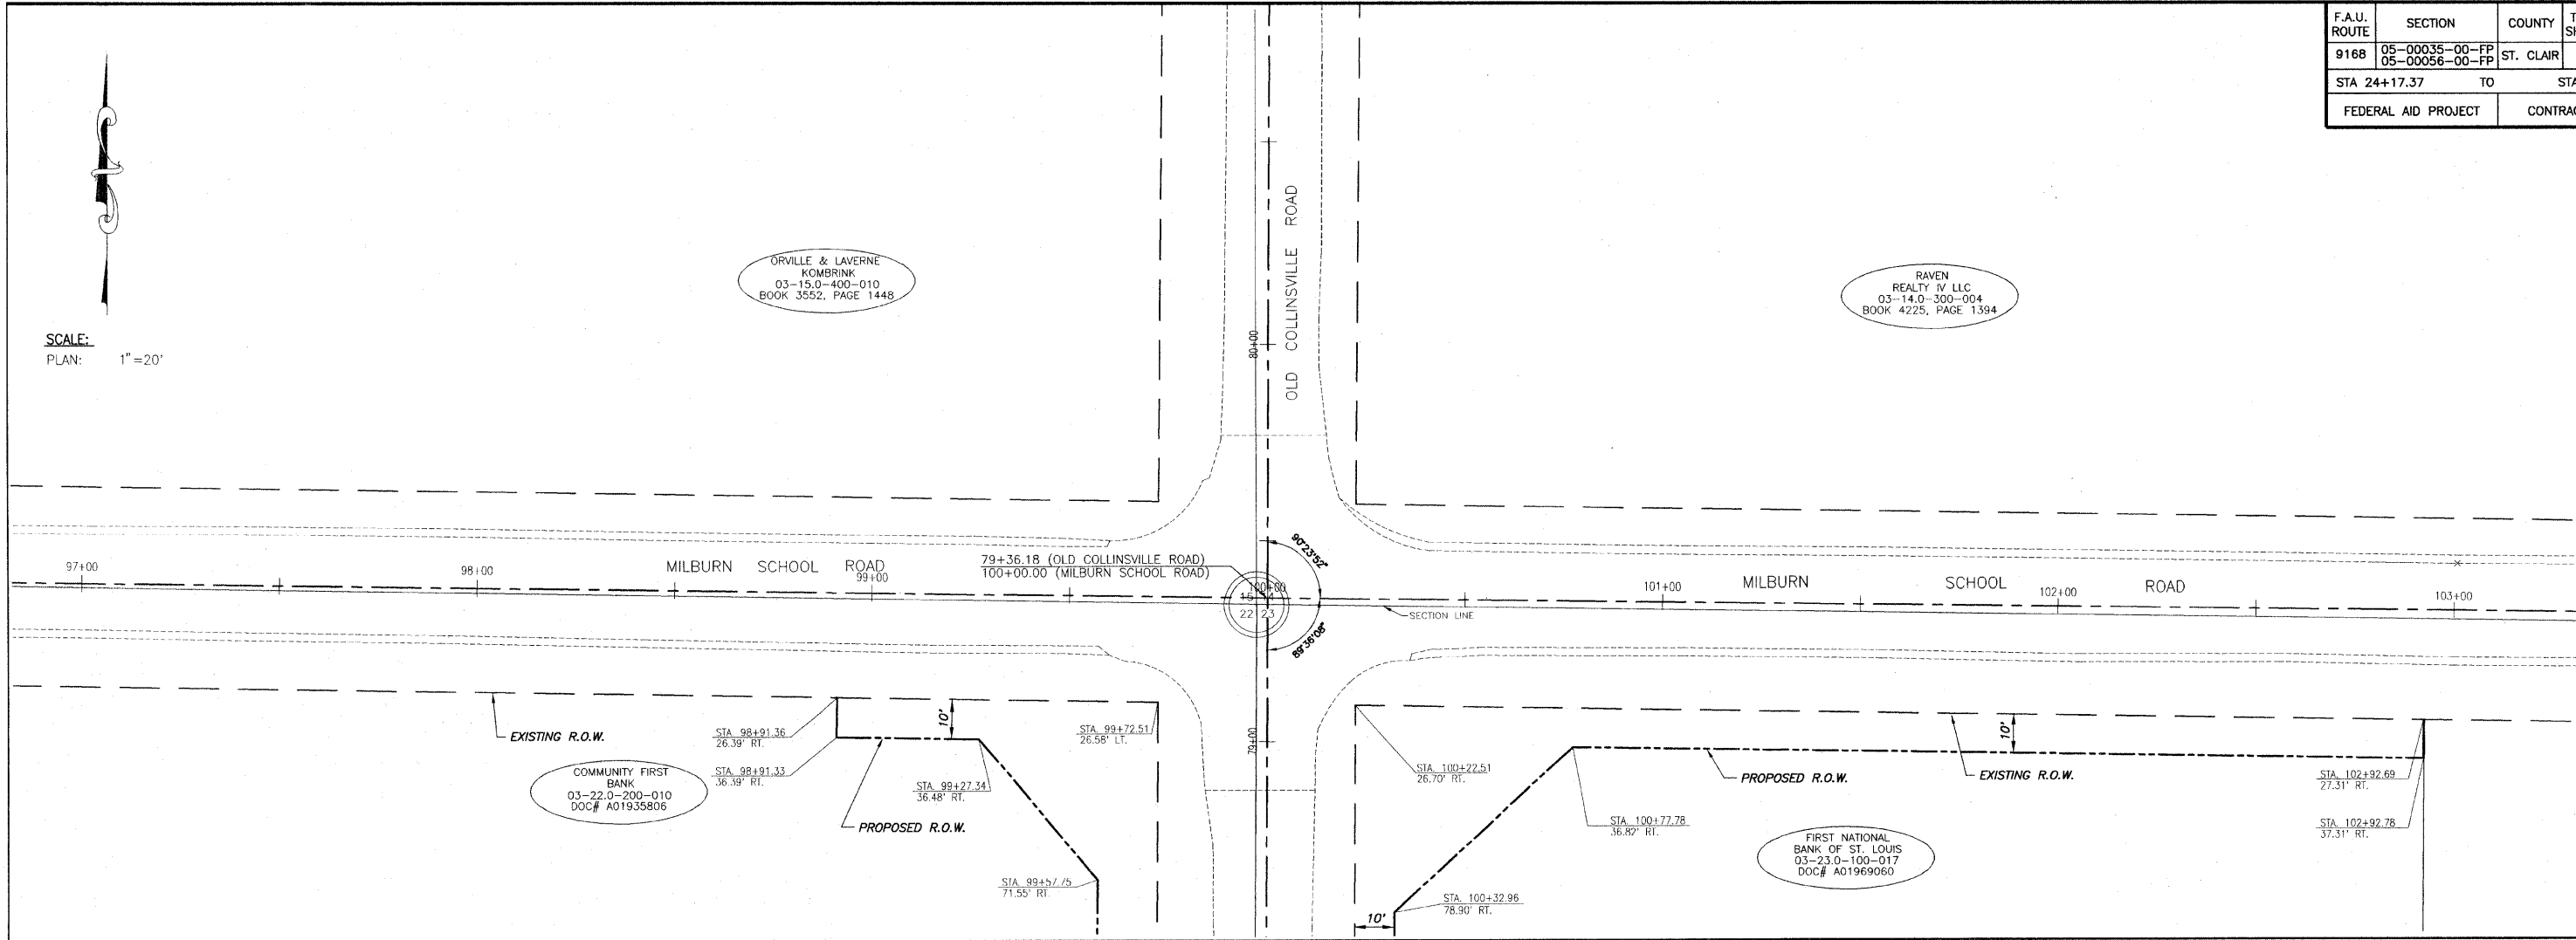 F.A.U.
ROUTE
SECTION
COUNTY
9168
05-00035-00-FP
05-00056-00-FP
ST. CLAIR
STA 24+17.37 TO STA
FEDERAL AID PROJECT
SCALE:
PLAN: 1"=20'
ORVILLE & LAVERNE
KOMBRINK
03-15.0-400-010
BOOK 3552, PAGE 1448
80+00
OLD COLLINSVILLE ROAD
RAVEN
REALTY IV LLC
03-14.0-300-004
BOOK 4225, PAGE 1394
97+00
98+00
MILBURN SCHOOL ROAD
99+00
79+36.18 (OLD COLLINSVILLE ROAD)
100+00.00 (MILBURN SCHOOL ROAD)
100+00
15 14
22 23
90°23'52"
89°36'08"
SECTION LINE
101+00
MILBURN SCHOOL ROAD
102+00
103+00
EXISTING R.O.W.
STA. 98+91.36
26.39' RT.
STA. 98+91.33
36.39' RT.
10'
STA. 99+27.34
36.48' RT.
STA. 99+72.51
26.58' LT.
PROPOSED R.O.W.
COMMUNITY FIRST
BANK
03-22.0-200-010
DOC# A01935806
STA. 99+57.75
71.55' RT.
79+00
STA. 100+22.51
26.70' RT.
STA. 100+77.78
36.82' RT.
STA. 100+32.96
78.90' RT.
10'
PROPOSED R.O.W.
EXISTING R.O.W.
10'
FIRST NATIONAL
BANK OF ST. LOUIS
03-23.0-100-017
DOC# A01969060
STA. 102+92.69
27.31' RT.
STA. 102+92.78
37.31' RT.